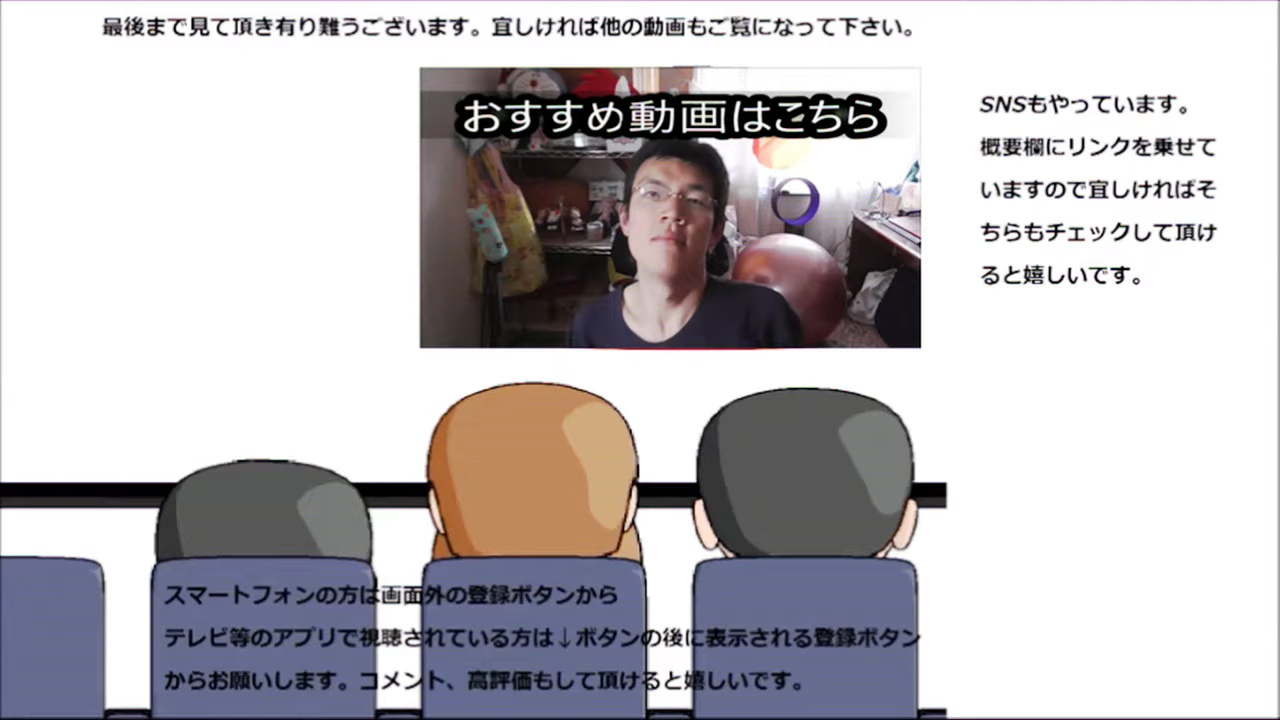 最後まで見て頂き有り難うございます。宜しければ他の動画もご覧になって下さい。
おすすめ動画はこちら
SNSもやっています。
概要欄にリンクを乗せて
いますので宜しければそ
ちらもチェックして頂け
ると嬉しいです。
スマートフォンの方は画面外の登録ボタンから
テレビ等のアプリで視聴されている方は↓ボタンの後に表示される登録ボタン
からお願いします。コメント、高評価もして頂けると嬉しいです。